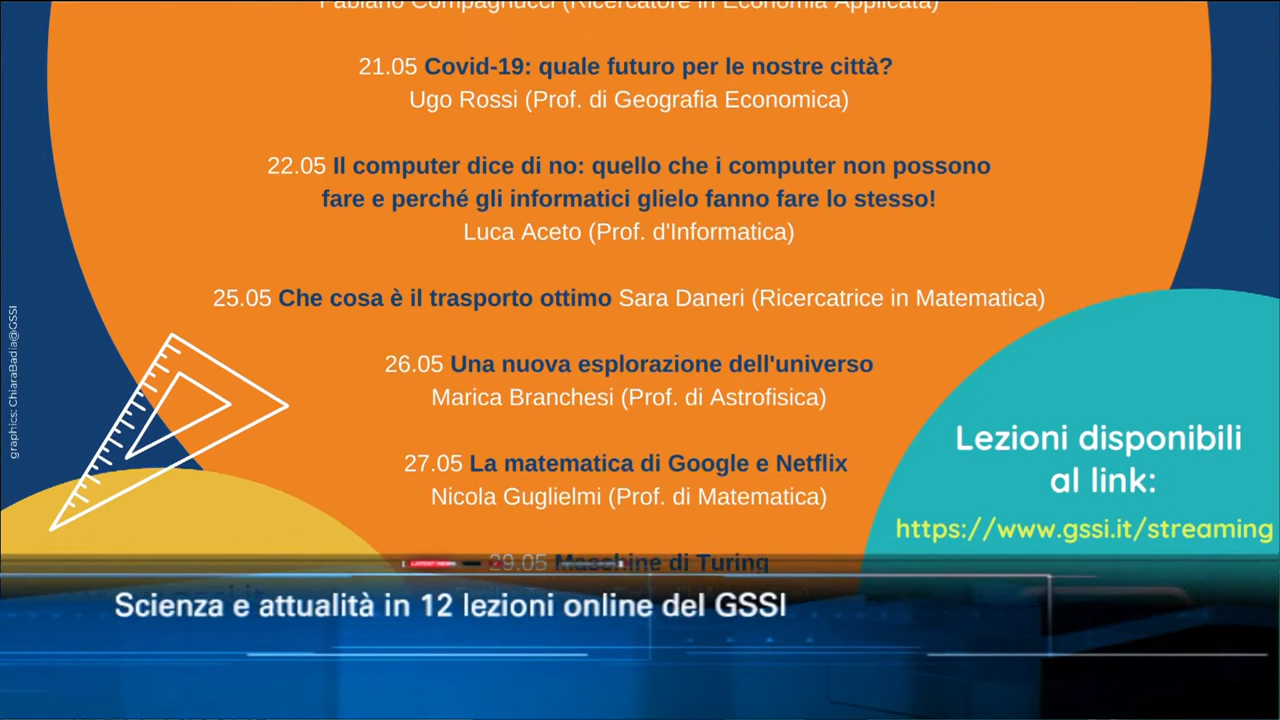 Fabiano Compagnucci (Ricercatore in Economia Applicata)
21.05 Covid-19: quale futuro per le nostre città?
Ugo Rossi (Prof. di Geografia Economica)
22.05 Il computer dice di no: quello che i computer non possono
fare e perché gli informatici glielo fanno fare lo stesso!
Luca Aceto (Prof. d'Informatica)
25.05 Che cosa è il trasporto ottimo Sara Daneri (Ricercatrice in Matematica)
26.05 Una nuova esplorazione dell'universo
Marica Branchesi (Prof. di Astrofisica)
27.05 La matematica di Google e Netflix
Nicola Guglielmi (Prof. di Matematica)
29.05 Macchine di Turing
graphics: ChiaraBadia@GSSI
Lezioni disponibili
al link:
https://www.gssi.it/streaming
LATEST NEWS
Scienza e attualità in 12 lezioni online del GSSI